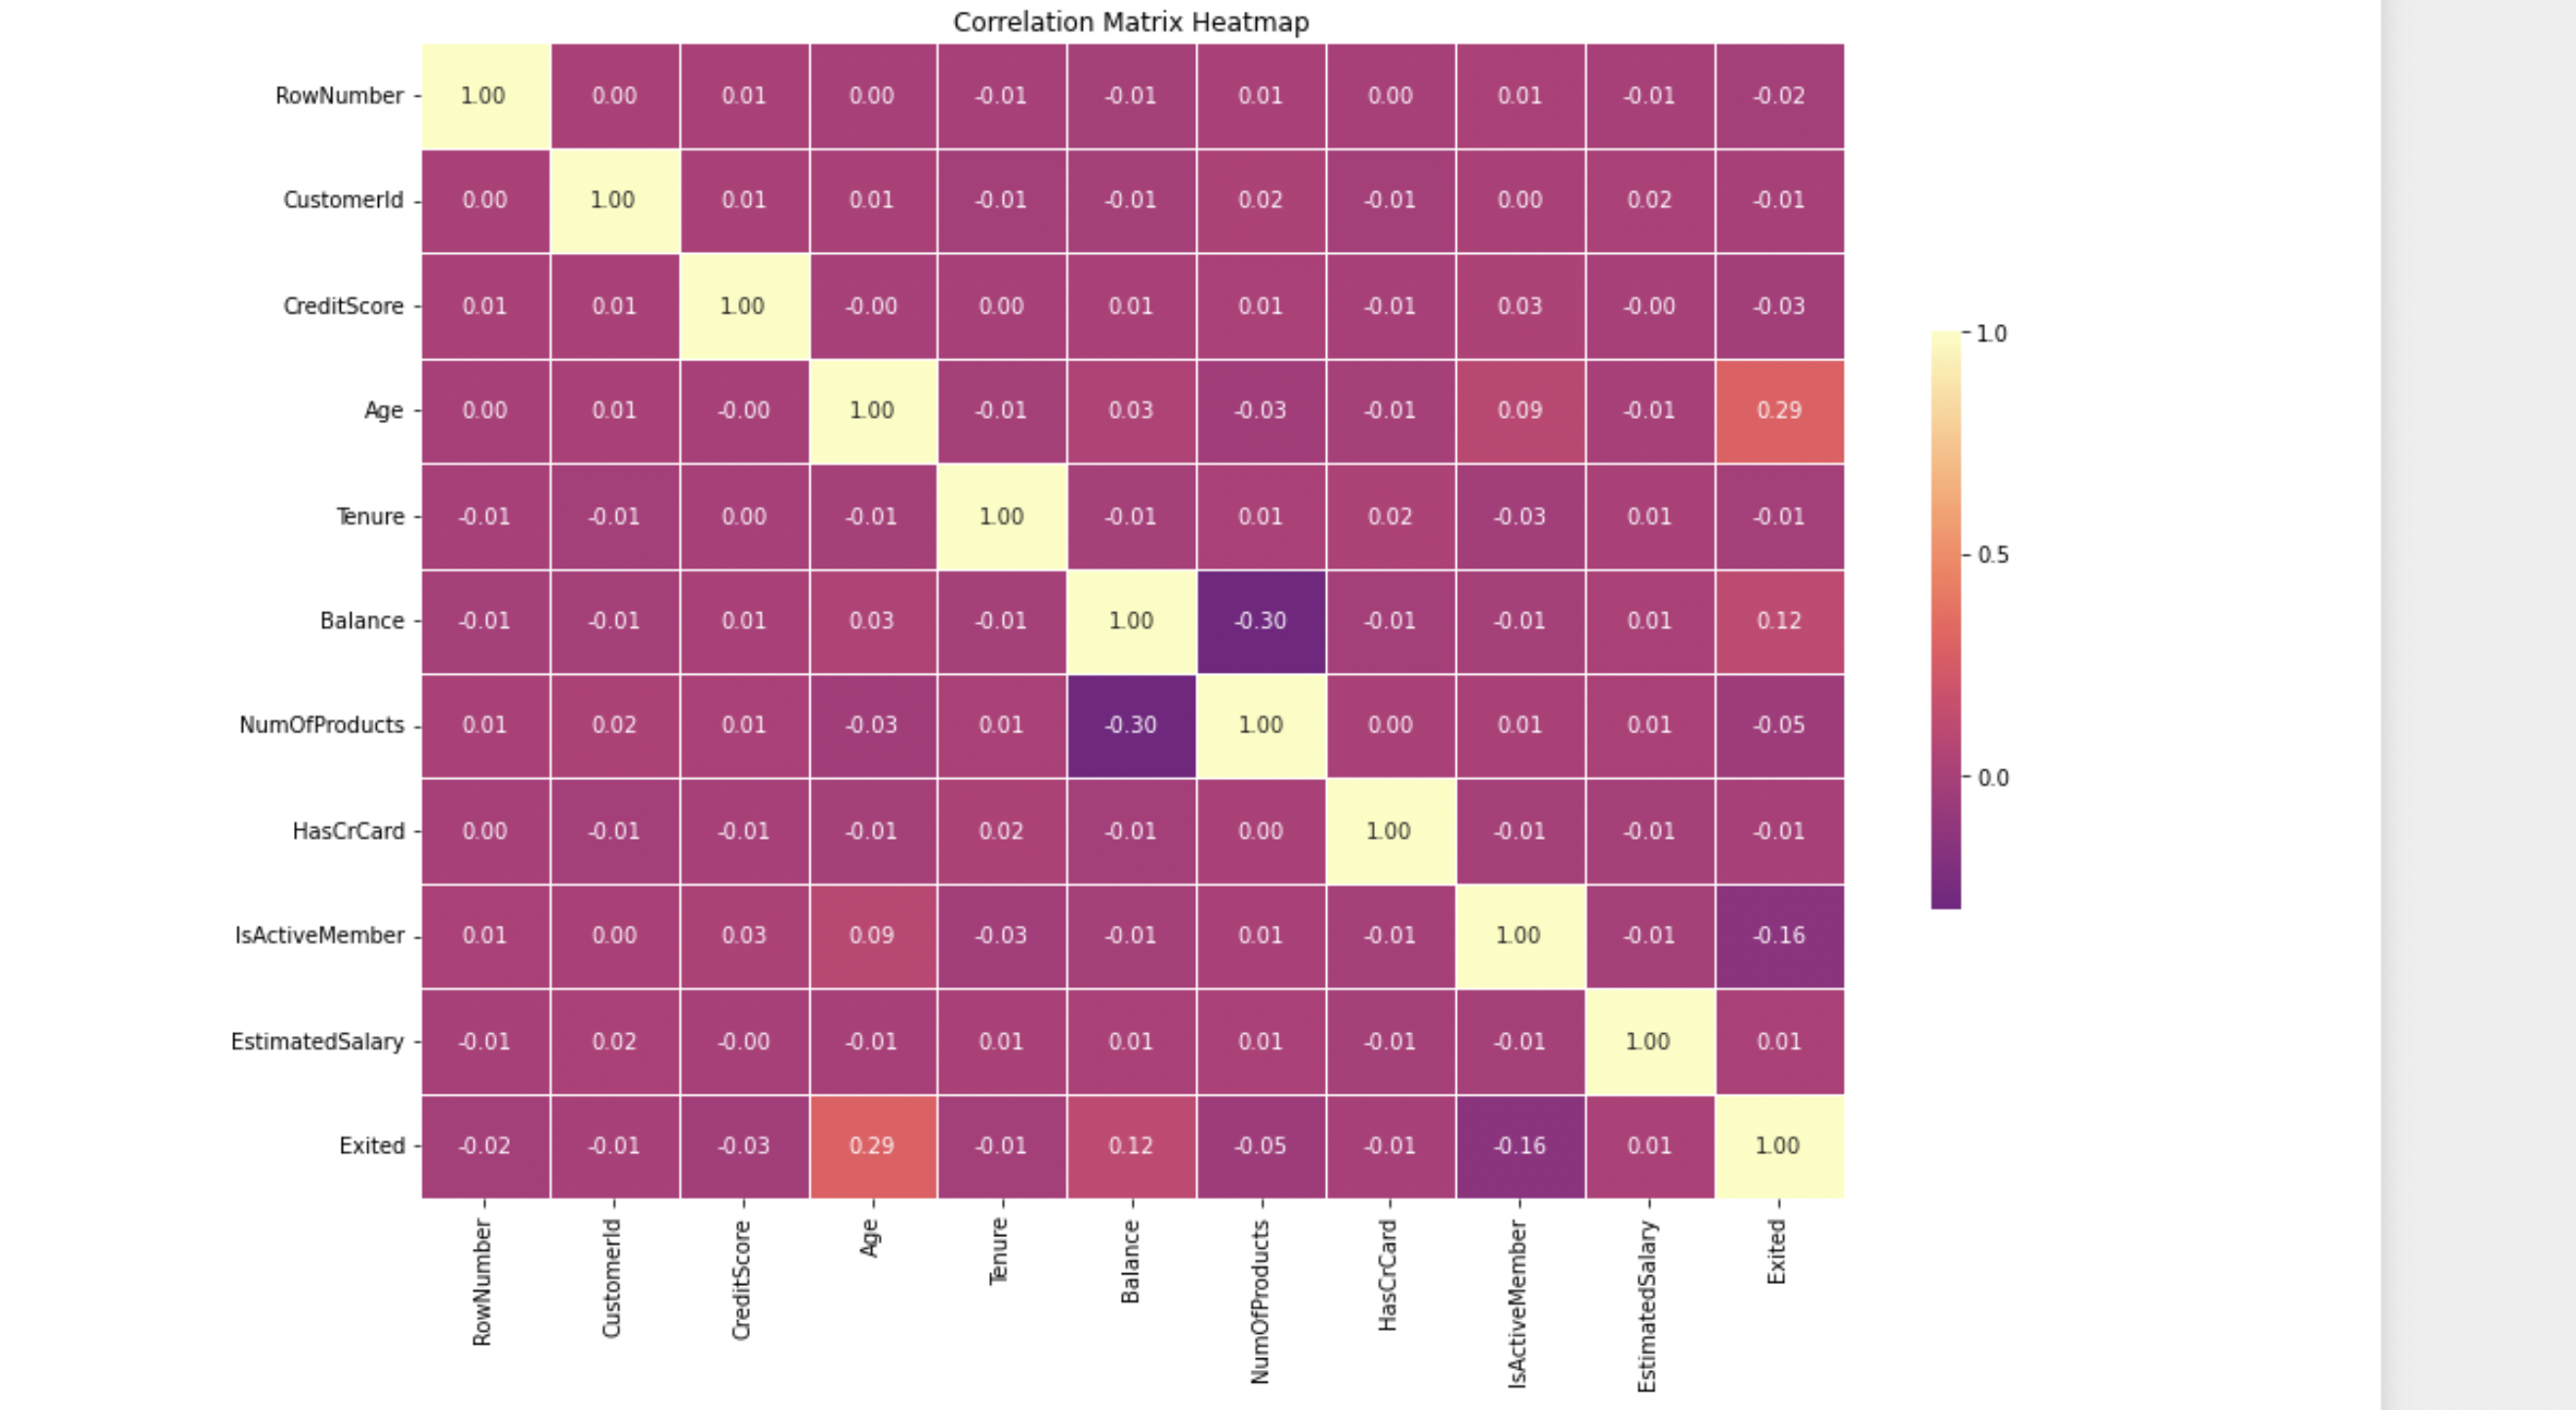 Correlation Matrix Heatmap
RowNumber 1.00 0.00 0.01 0.00 -0.01 -0.01 0.01 0.00 0.01 -0.01 -0.02
CustomerId 0.00 1.00 0.01 0.01 -0.01 -0.01 0.02 -0.01 0.00 0.02 -0.01
CreditScore 0.01 0.01 1.00 -0.00 0.00 0.01 0.01 -0.01 0.03 -0.00 -0.03
1.0
Age 0.00 0.01 -0.00 1.00 -0.01 0.03 -0.03 -0.01 0.09 -0.01 0.29
Tenure -0.01 -0.01 0.00 -0.01 1.00 -0.01 0.01 0.02 -0.03 0.01 -0.01
0.5
Balance -0.01 -0.01 0.01 0.03 -0.01 1.00 -0.30 -0.01 -0.01 0.01 0.12
NumOfProducts 0.01 0.02 0.01 -0.03 0.01 -0.30 1.00 0.00 0.01 0.01 -0.05
0.0
HasCrCard 0.00 -0.01 -0.01 -0.01 0.02 -0.01 0.00 1.00 -0.01 -0.01 -0.01
IsActiveMember 0.01 0.00 0.03 0.09 -0.03 -0.01 0.01 -0.01 1.00 -0.01 -0.16
EstimatedSalary -0.01 0.02 -0.00 -0.01 0.01 0.01 0.01 -0.01 -0.01 1.00 0.01
Exited -0.02 -0.01 -0.03 0.29 -0.01 0.12 -0.05 -0.01 -0.16 0.01 1.00
RowNumber
CustomerId
CreditScore
Age
Tenure
Balance
NumOfProducts
HasCrCard
IsActiveMember
EstimatedSalary
Exited